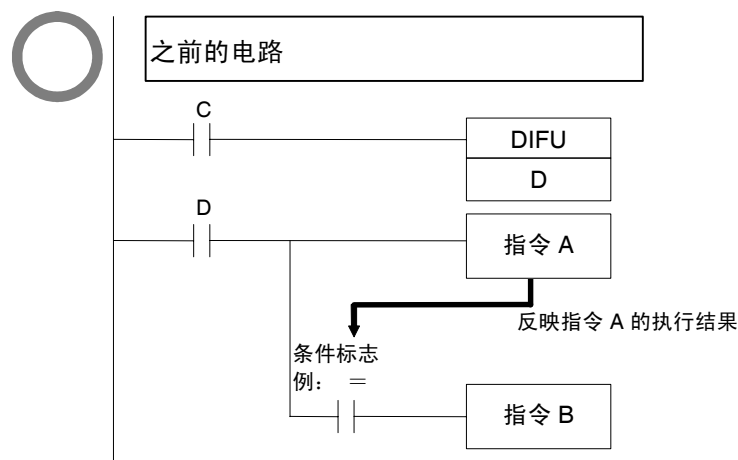 之前的电路
C
DIFU
D
D
指令 A
反映指令 A 的执行结果
条件标志
例： ＝
指令 B